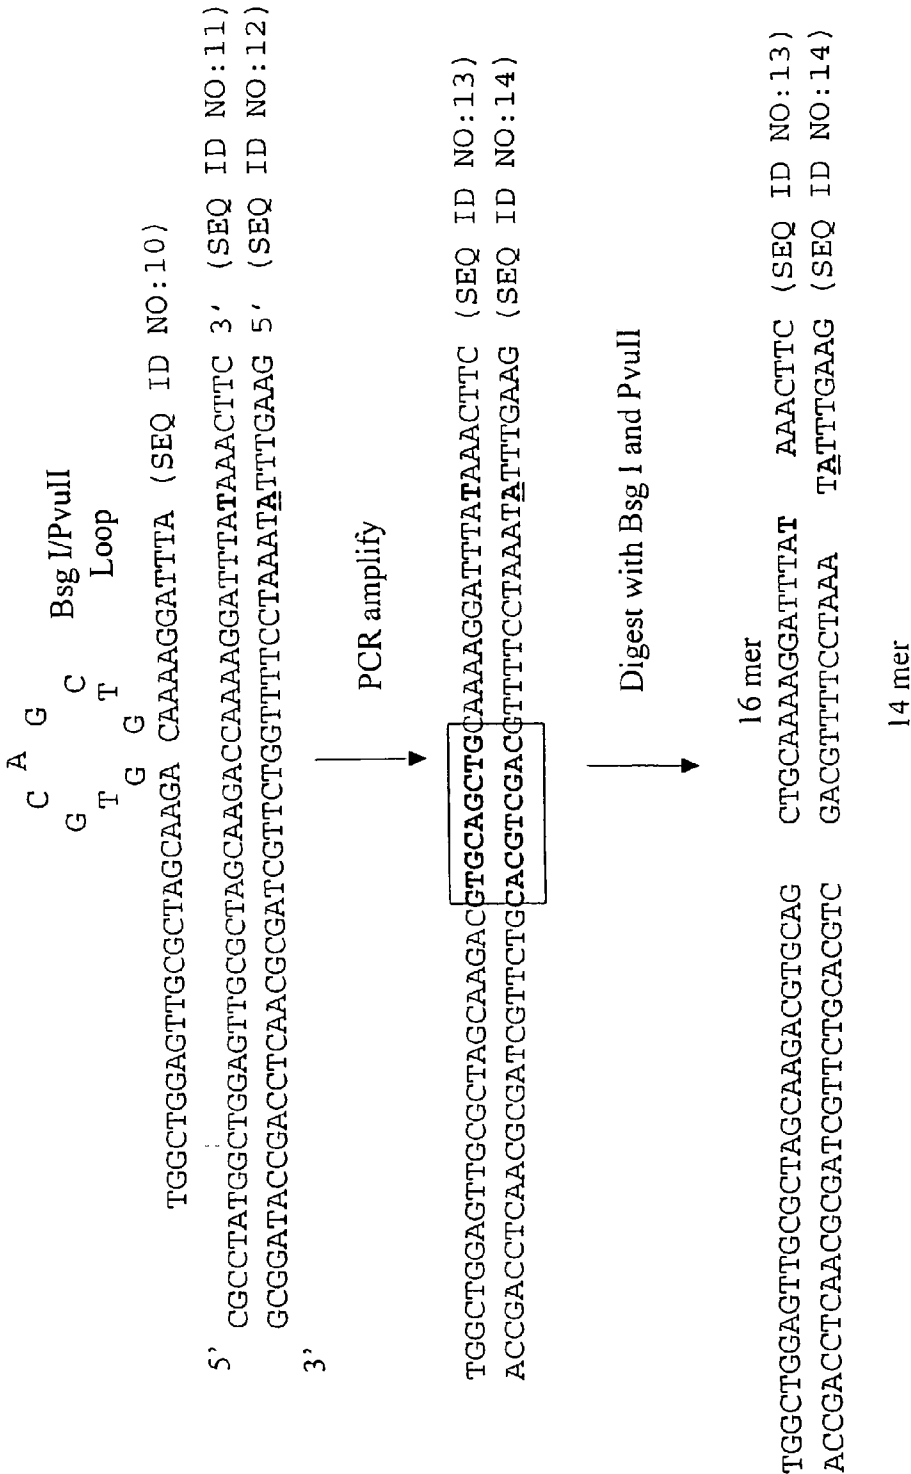 A
C G
G C Bsg I/PvuII
T T Loop
G G
TGGCTGGAGTTGCGCTAGCAAGA CAAAAGGATTTA (SEQ ID NO:10)
5' CGCCTATGGCTGGAGTTGCGCTAGCAAGACCAAAAGGATTTATAAACTTC 3' (SEQ ID NO:11)
3' GCGGATACCGACCTCAACGCGATCGTTCTGGTTTTCCTAAATATTTGAAG 5' (SEQ ID NO:12)
PCR amplify
TGGCTGGAGTTGCGCTAGCAAGACGTGCAGCTGCAAAAGGATTTATAAACTTC (SEQ ID NO:13)
ACCGACCTCAACGCGATCGTTCTGCACGTCGACGTTTTCCTAAATATTTGAAG (SEQ ID NO:14)
Digest with Bsg I and PvuII
16 mer
TGGCTGGAGTTGCGCTAGCAAGACGTGCAG CTGCAAAAGGATTTAT AAACTTC (SEQ ID NO:13)
ACCGACCTCAACGCGATCGTTCTGCACGTC GACGTTTTCCTAAA TATTTGAAG (SEQ ID NO:14)
14 mer